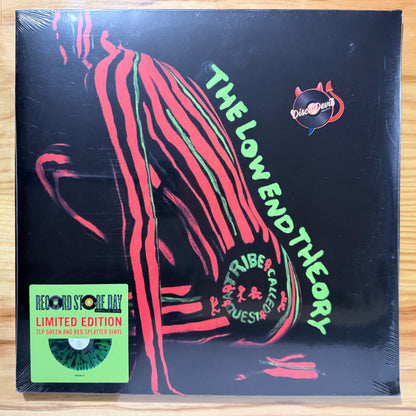 THE LOW END THEORY
Disco Devil
A TRIBE CALLED
QUEST
RECORD STORE DAY
LIMITED EDITION
2LP GREEN AND RED SPLATTER VINYL